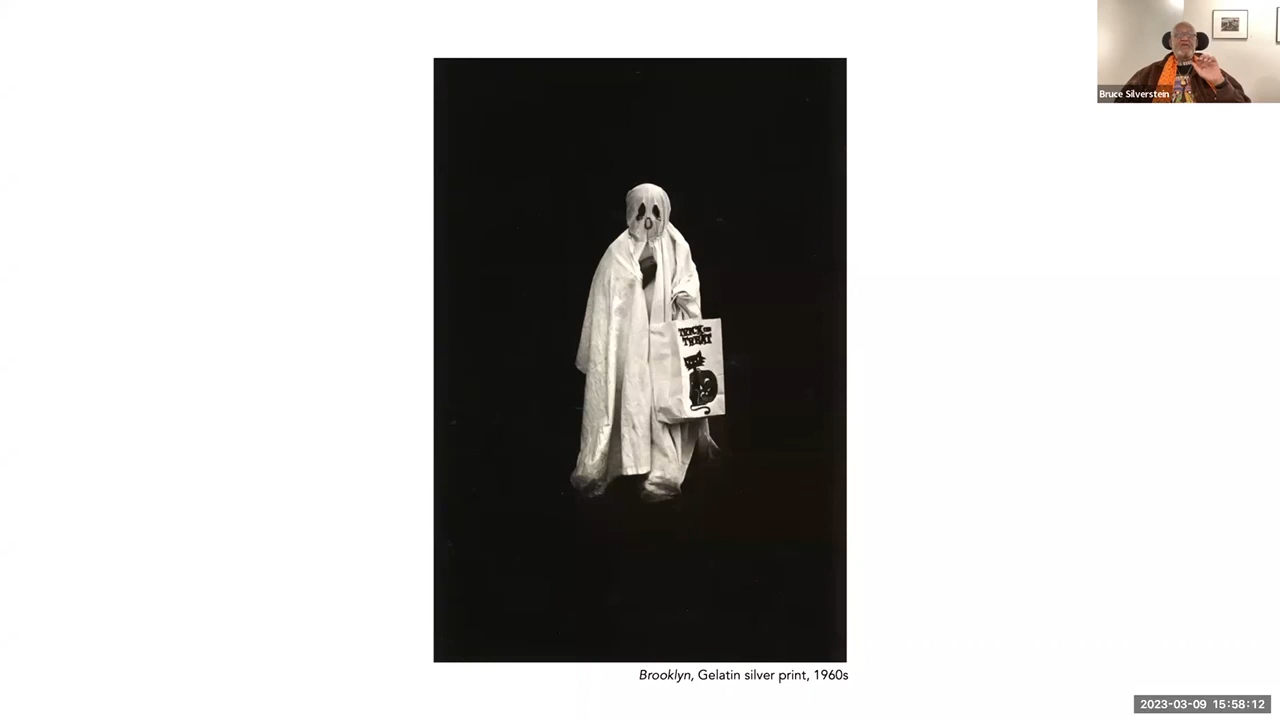 Bruce Silverstein
TRICK OR
TREAT
Brooklyn, Gelatin silver print, 1960s
2023-03-09 15:58:12